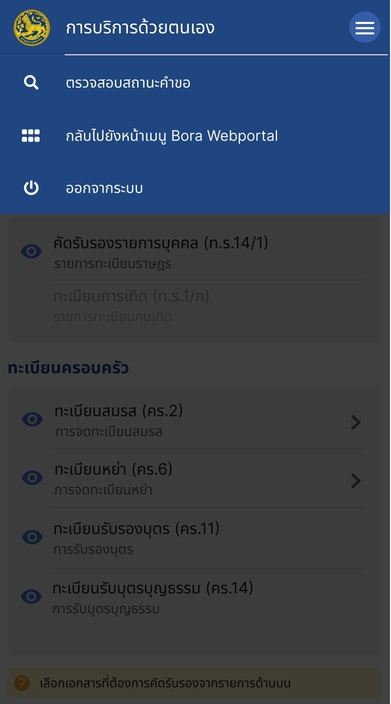 การบริการด้วยตนเอง
ตรวจสอบสถานะคำขอ
กลับไปยังหน้าเมนู Bora Webportal
ออกจากระบบ
คัดรับรองรายการบุคคล (ท.ร.14/1)
รายการทะเบียนราษฎร
ทะเบียนการเกิด (ท.ร.1/ก)
รายการทะเบียนคนเกิด
ทะเบียนครอบครัว
ทะเบียนสมรส (คร.2)
การจดทะเบียนสมรส
ทะเบียนหย่า (คร.6)
การจดทะเบียนหย่า
ทะเบียนรับรองบุตร (คร.11)
การรับรองบุตร
ทะเบียนรับบุตรบุญธรรม (คร.14)
การรับบุตรบุญธรรม
เลือกเอกสารที่ต้องการคัดรับรองจากรายการด้านบน